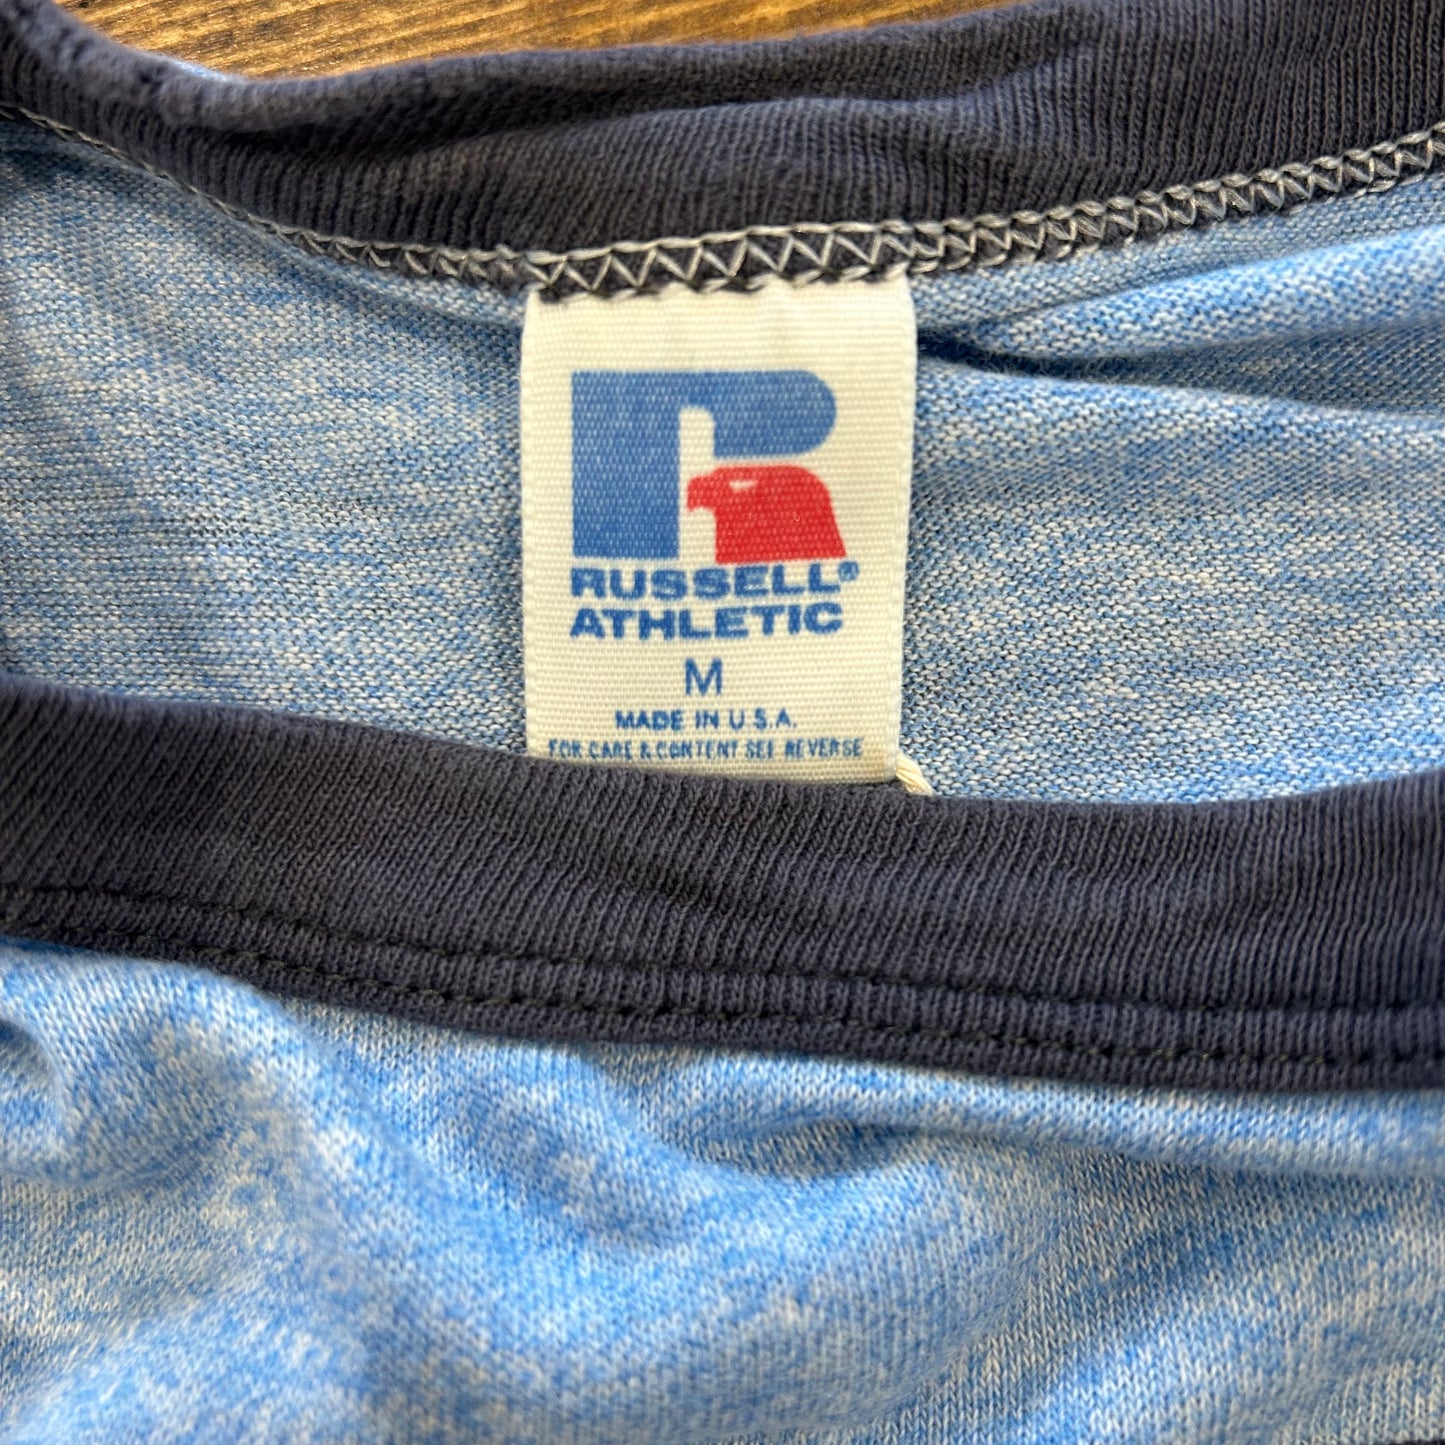 RUSSELL®
ATHLETIC
M
MADE IN U.S.A.
FOR CARE & CONTENT SEE REVERSE